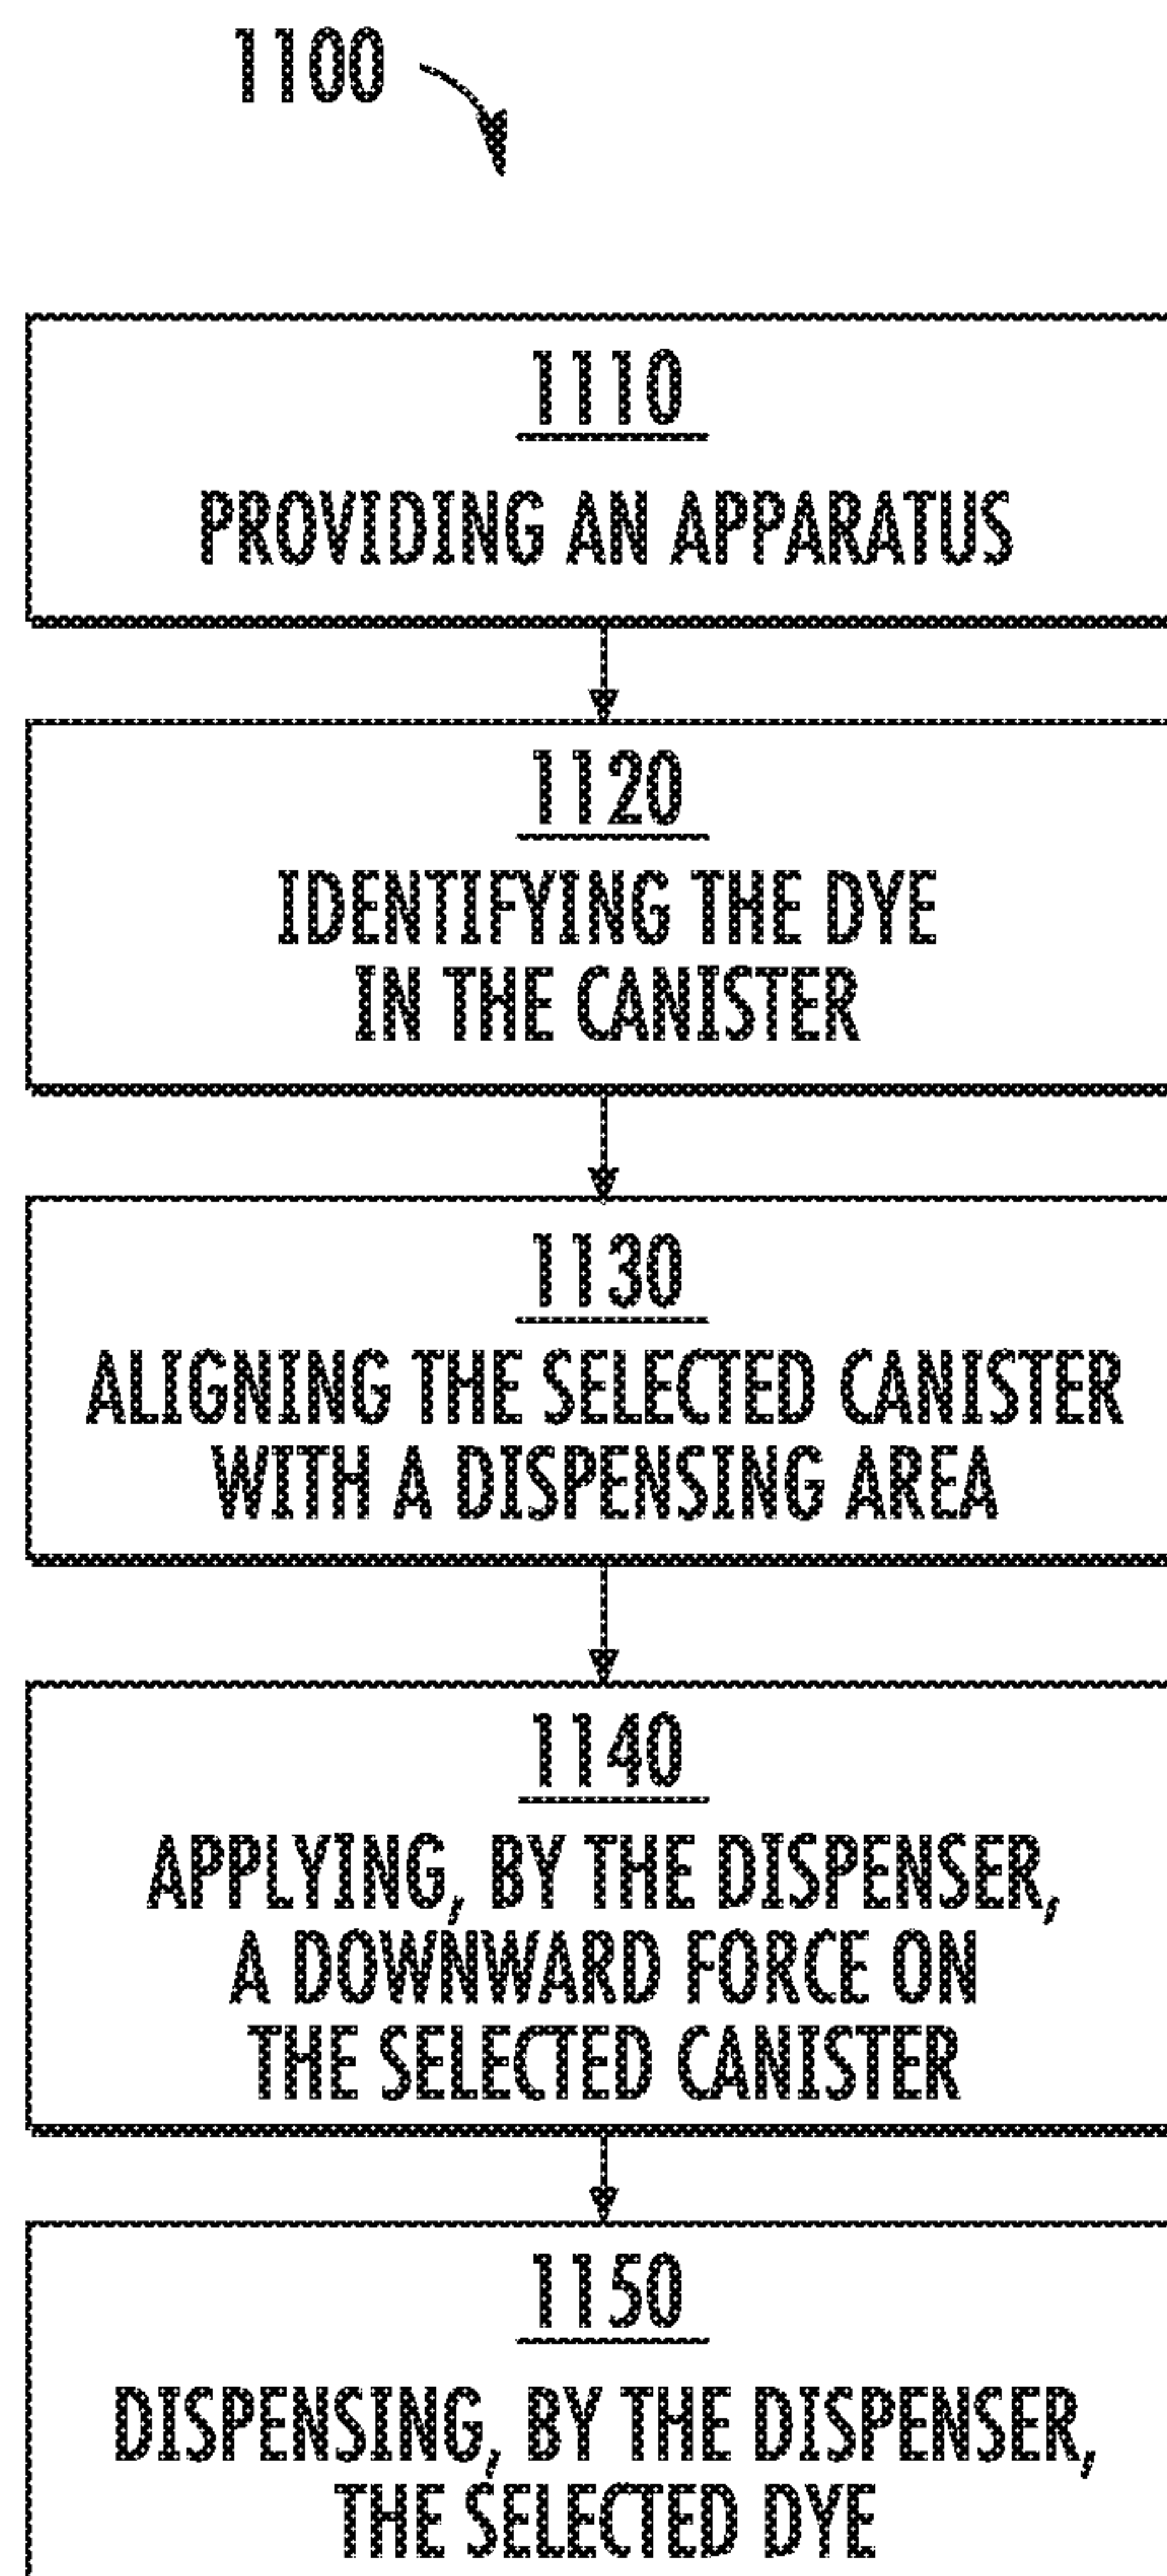 1100
1110
PROVIDING AN APPARATUS
1120
IDENTIFYING THE DYE
IN THE CANISTER
1130
ALIGNING THE SELECTED CANISTER
WITH A DISPENSING AREA
1140
APPLYING, BY THE DISPENSER,
A DOWNWARD FORCE ON
THE SELECTED CANISTER
1150
DISPENSING, BY THE DISPENSER,
THE SELECTED DYE